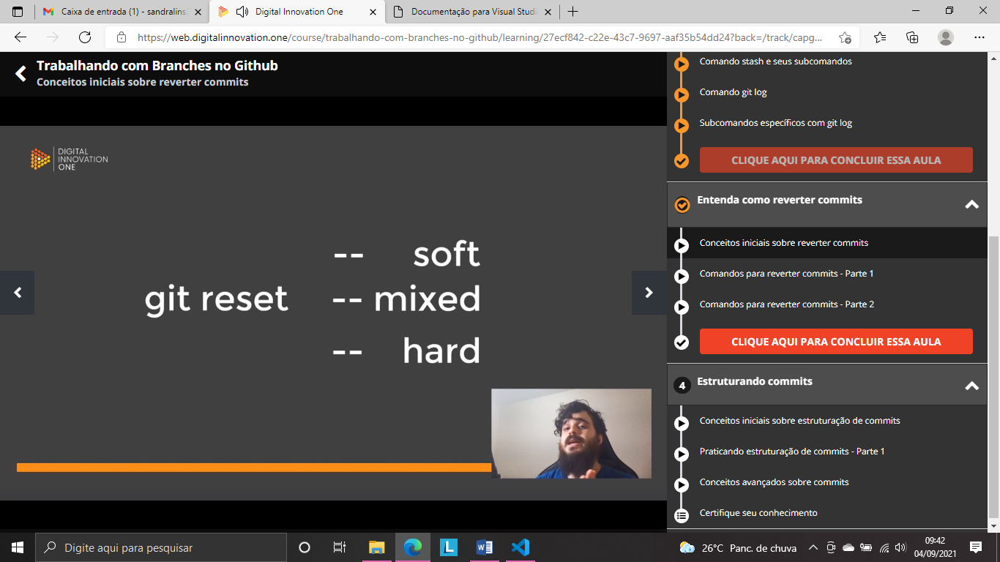 Caixa de entrada (1) - sandralins
Digital Innovation One
Documentação para Visual Studi
https://web.digitalinnovation.one/course/trabalhando-com-branches-no-github/learning/27ecf842-c22e-43c7-9697-aaf35b54dd24?back=/track/capg...
Trabalhando com Branches no Github
Conceitos iniciais sobre reverter commits
DIGITAL
INNOVATION
ONE
-- soft
git reset -- mixed
-- hard
Comando stash e seus subcomandos
Comando git log
Subcomandos específicos com git log
CLIQUE AQUI PARA CONCLUIR ESSA AULA
Entenda como reverter commits
Conceitos iniciais sobre reverter commits
Comandos para reverter commits - Parte 1
Comandos para reverter commits - Parte 2
CLIQUE AQUI PARA CONCLUIR ESSA AULA
4 Estruturando commits
Conceitos iniciais sobre estruturação de commits
Praticando estruturação de commits - Parte 1
Conceitos avançados sobre commits
Certifique seu conhecimento
Digite aqui para pesquisar
L
26°C Panc. de chuva
09:42
04/09/2021